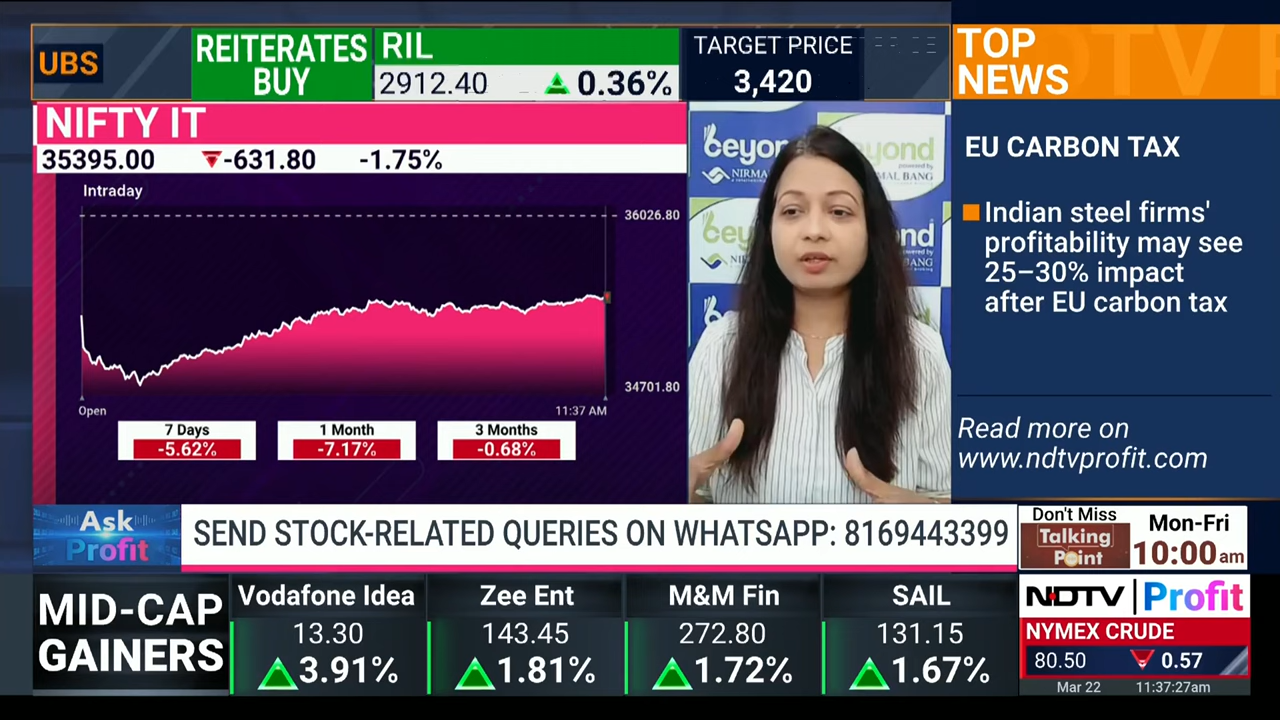 UBS
REITERATES
BUY
RIL
2912.40 0.36%
TARGET PRICE
3,420
TOP
NEWS
NIFTY IT
35395.00 -631.80 -1.75%
Intraday
36026.80
34701.80
Open 11:37 AM
7 Days
-5.62%
1 Month
-7.17%
3 Months
-0.68%
beyond
NIRMAL BANG
EU CARBON TAX
Indian steel firms'
profitability may see
25–30% impact
after EU carbon tax
Read more on
www.ndtvprofit.com
Ask
Profit
SEND STOCK-RELATED QUERIES ON WHATSAPP: 8169443399
Don't Miss
Talking
Point
Mon-Fri
10:00am
MID-CAP
GAINERS
Vodafone Idea
13.30
3.91%
Zee Ent
143.45
1.81%
M&M Fin
272.80
1.72%
SAIL
131.15
1.67%
NDTV Profit
NYMEX CRUDE
80.50 0.57
Mar 22 11:37:27am